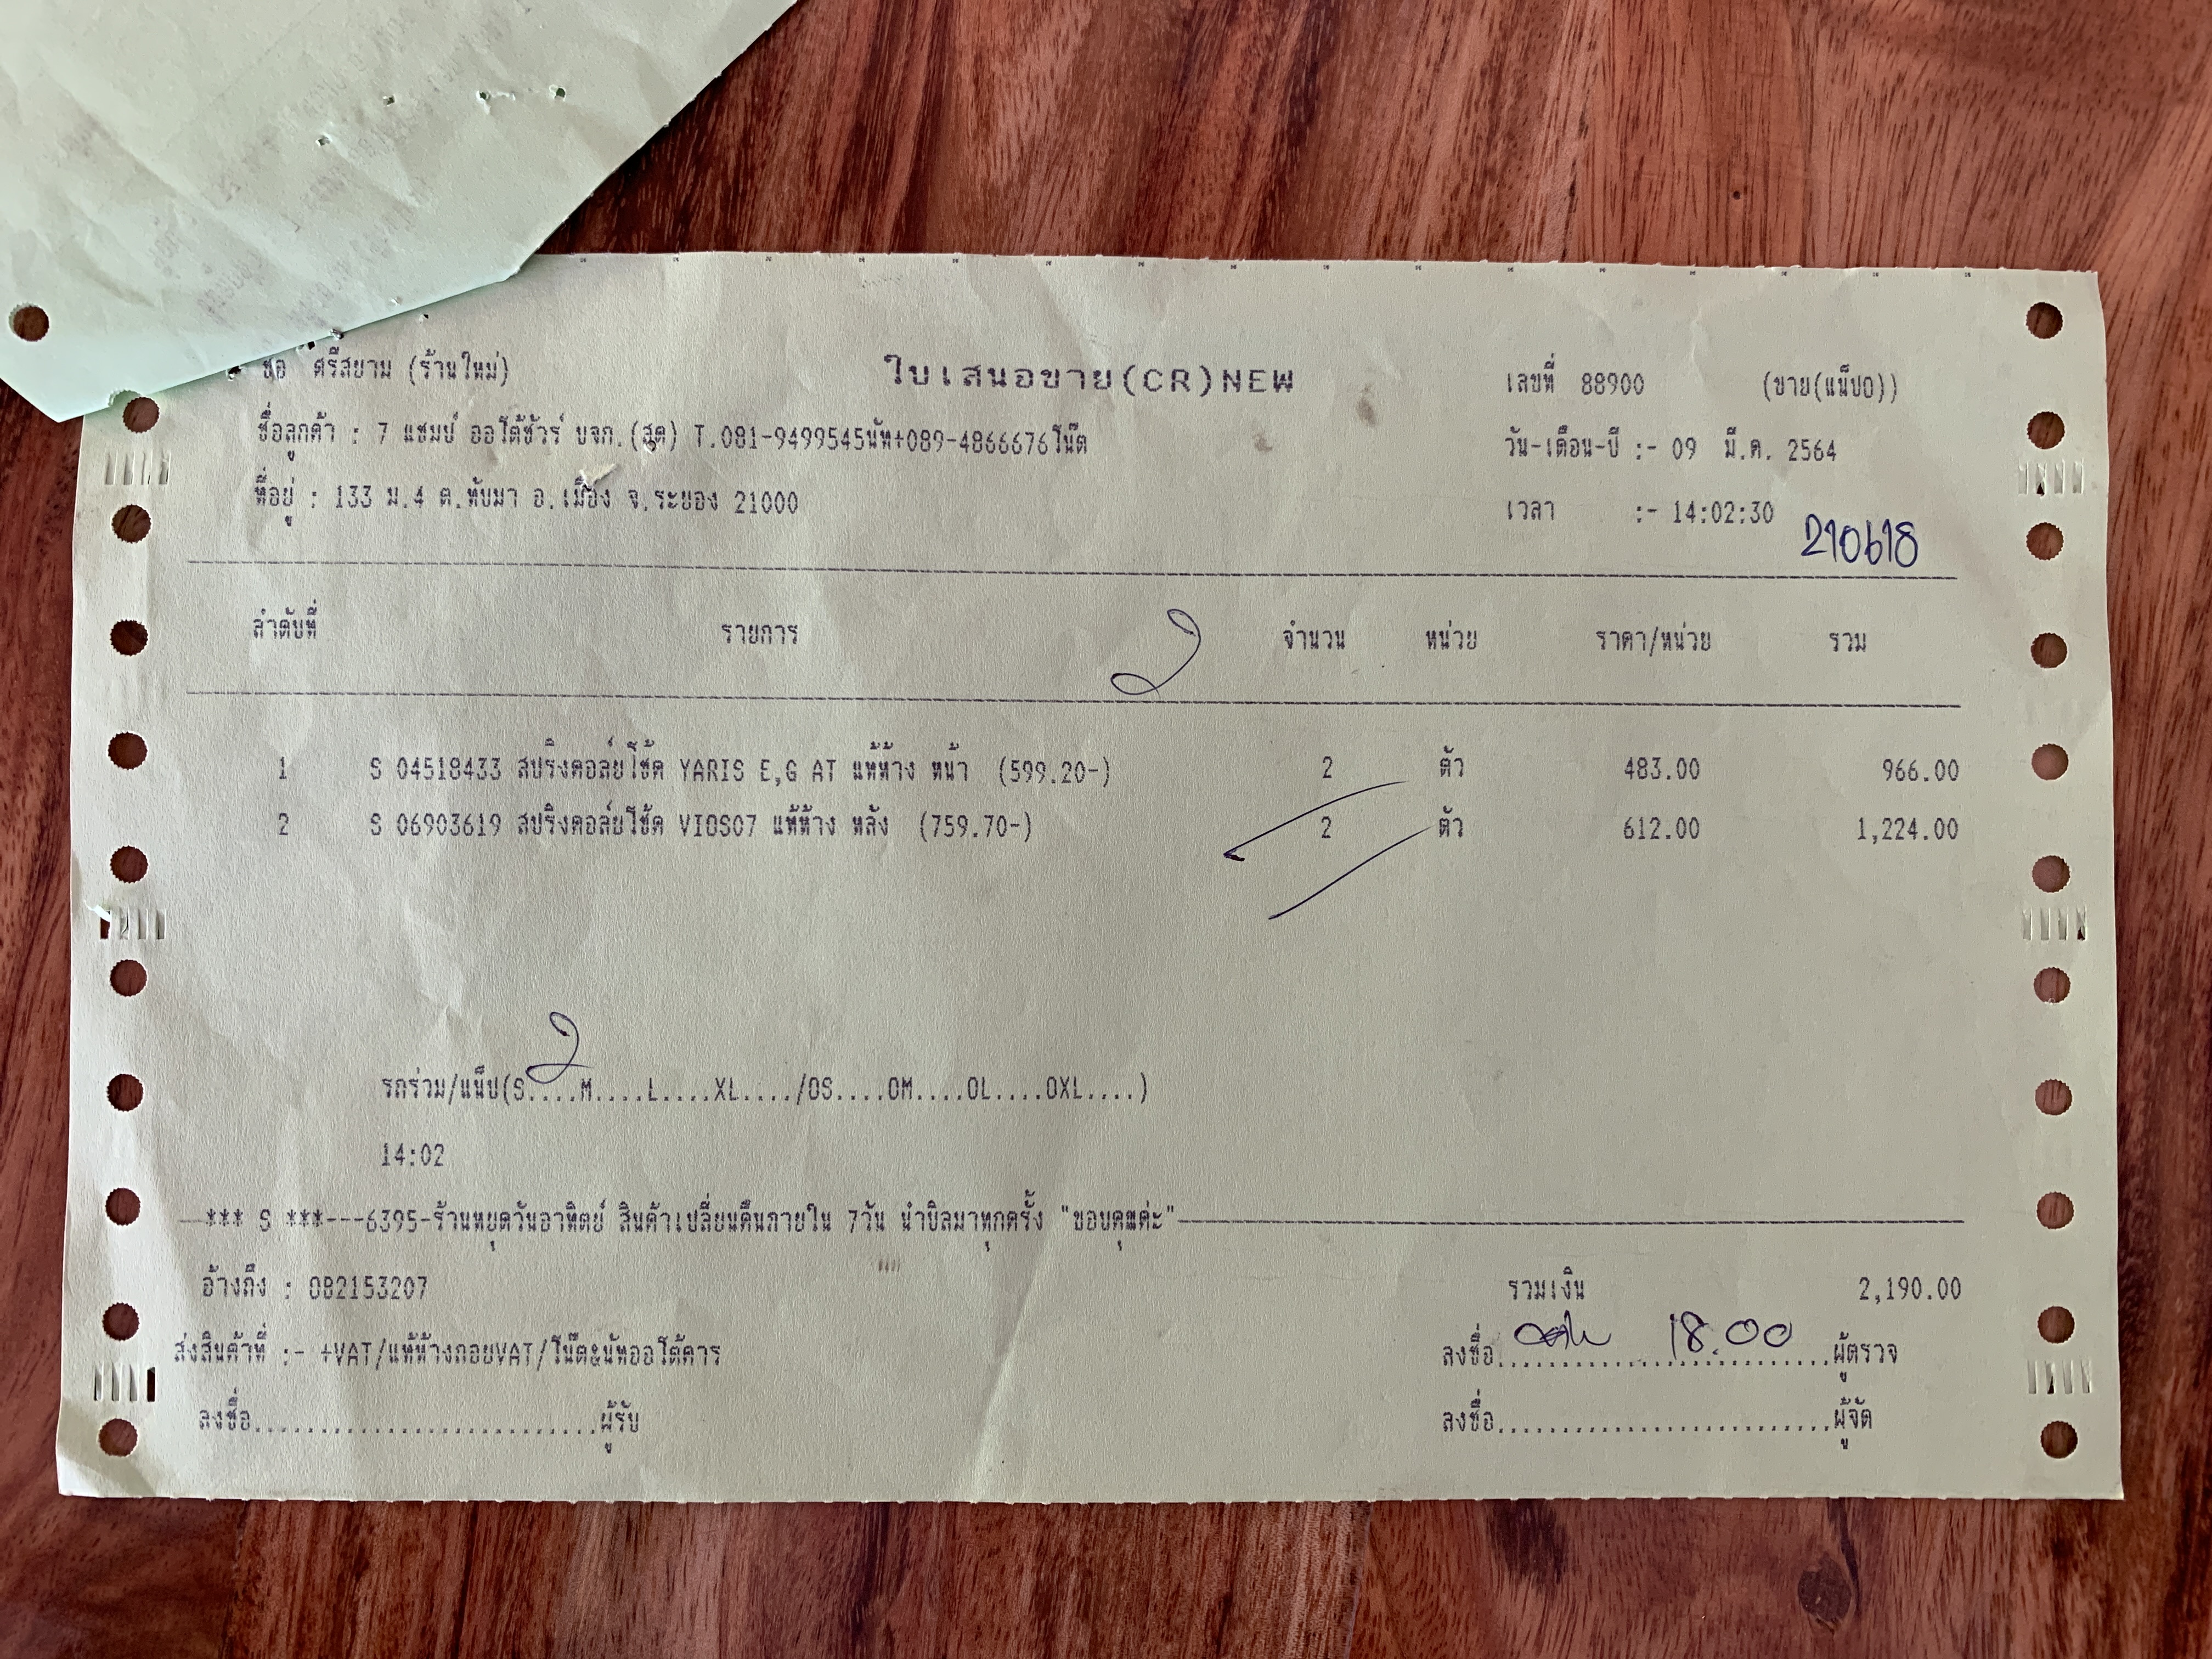 ชื่อ ศรีสยาม (ร้านใหม่)
ใบเสนอขาย(CR)NEW
เลขที่ 88900 (ขาย(แน็ป0))
ชื่อลูกค้า : 7 แชมป์ ออโต้ชัวร์ บจก.(สุด) T.081-9499545นัท+089-4866676โน๊ต
วัน-เดือน-ปี :- 09 มี.ค. 2564
ที่อยู่ : 133 ม.4 ต.ทับมา อ.เมือง จ.ระยอง 21000
เวลา :- 14:02:30
210618
ลำดับที่ รายการ จำนวน หน่วย ราคา/หน่วย รวม
1 S 04518433 สปริงคอล์ยโช้ค YARIS E,G AT แท้ห้าง หน้า (599.20-) 2 ตัว 483.00 966.00
2 S 06903619 สปริงคอล์ยโช้ค VIOS07 แท้ห้าง หลัง (759.70-) 2 ตัว 612.00 1,224.00
2
รถร่วม/แน็ป(S....M....L....XL..../OS....OM....OL....OXL....)
14:02
*** S ***---6395-ร้านหยุดวันอาทิตย์ สินค้าเปลี่ยนคืนภายใน 7วัน นำบิลมาทุกครั้ง "ขอบคุณค่ะ"
อ้างถึง : 082153207
รวมเงิน 2,190.00
ส่งสินค้าที่ :- +VAT/แท้ห้างถอยVAT/โน๊ต&นัทออโต้คาร
ลงชื่อ 18.00 ผู้ตรวจ
ลงชื่อ..........................ผู้รับ
ลงชื่อ..........................ผู้จัด